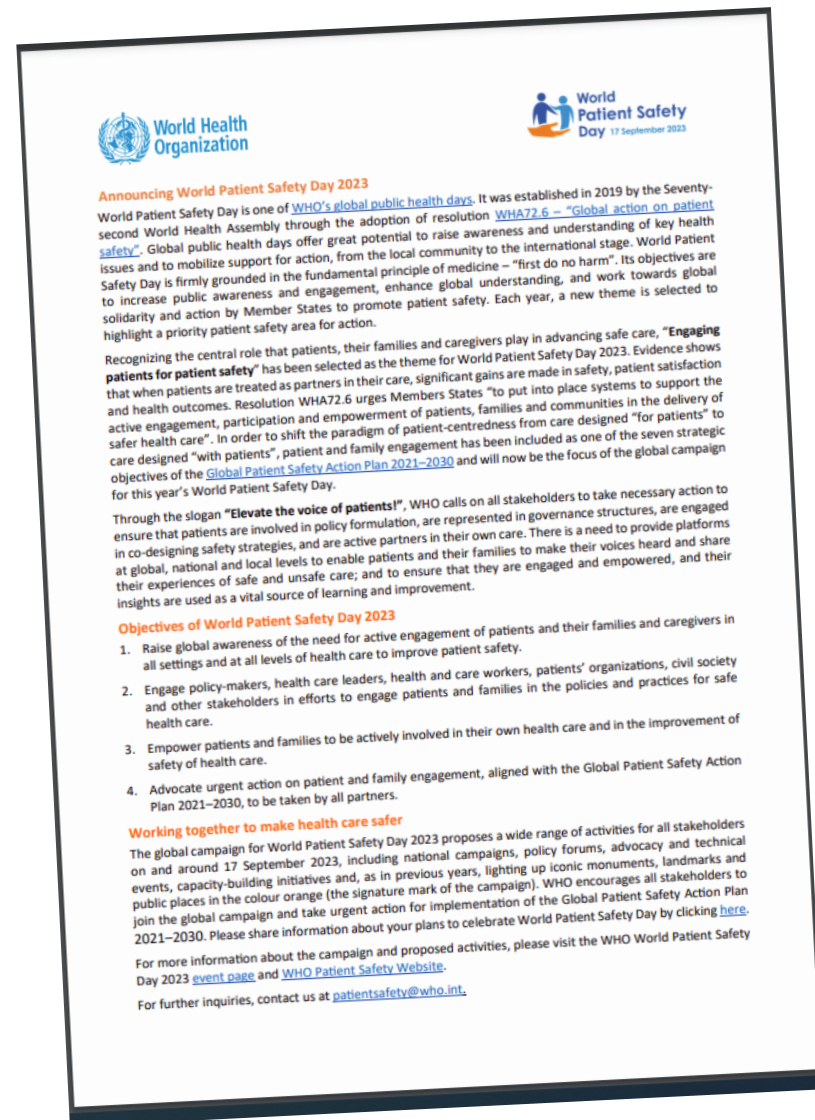 World Health
Organization
World
Patient Safety
Day 17 September 2023
Announcing World Patient Safety Day 2023
World Patient Safety Day is one of WHO's global public health days. It was established in 2019 by the Seventy-
second World Health Assembly through the adoption of resolution WHA72.6 – "Global action on patient
safety". Global public health days offer great potential to raise awareness and understanding of key health
issues and to mobilize support for action, from the local community to the international stage. World Patient
Safety Day is firmly grounded in the fundamental principle of medicine – "first do no harm". Its objectives are
to increase public awareness and engagement, enhance global understanding, and work towards global
solidarity and action by Member States to promote patient safety. Each year, a new theme is selected to
highlight a priority patient safety area for action.
Recognizing the central role that patients, their families and caregivers play in advancing safe care, "Engaging
patients for patient safety" has been selected as the theme for World Patient Safety Day 2023. Evidence shows
that when patients are treated as partners in their care, significant gains are made in safety, patient satisfaction
and health outcomes. Resolution WHA72.6 urges Members States "to put into place systems to support the
active engagement, participation and empowerment of patients, families and communities in the delivery of
safer health care". In order to shift the paradigm of patient-centredness from care designed "for patients" to
care designed "with patients", patient and family engagement has been included as one of the seven strategic
objectives of the Global Patient Safety Action Plan 2021–2030 and will now be the focus of the global campaign
for this year's World Patient Safety Day.
Through the slogan "Elevate the voice of patients!", WHO calls on all stakeholders to take necessary action to
ensure that patients are involved in policy formulation, are represented in governance structures, are engaged
in co-designing safety strategies, and are active partners in their own care. There is a need to provide platforms
at global, national and local levels to enable patients and their families to make their voices heard and share
their experiences of safe and unsafe care; and to ensure that they are engaged and empowered, and their
insights are used as a vital source of learning and improvement.
Objectives of World Patient Safety Day 2023
1. Raise global awareness of the need for active engagement of patients and their families and caregivers in
all settings and at all levels of health care to improve patient safety.
2. Engage policy-makers, health care leaders, health and care workers, patients' organizations, civil society
and other stakeholders in efforts to engage patients and families in the policies and practices for safe
health care.
3. Empower patients and families to be actively involved in their own health care and in the improvement of
safety of health care.
4. Advocate urgent action on patient and family engagement, aligned with the Global Patient Safety Action
Plan 2021–2030, to be taken by all partners.
Working together to make health care safer
The global campaign for World Patient Safety Day 2023 proposes a wide range of activities for all stakeholders
on and around 17 September 2023, including national campaigns, policy forums, advocacy and technical
events, capacity-building initiatives and, as in previous years, lighting up iconic monuments, landmarks and
public places in the colour orange (the signature mark of the campaign). WHO encourages all stakeholders to
join the global campaign and take urgent action for implementation of the Global Patient Safety Action Plan
2021–2030. Please share information about your plans to celebrate World Patient Safety Day by clicking here.
For more information about the campaign and proposed activities, please visit the WHO World Patient Safety
Day 2023 event page and WHO Patient Safety Website.
For further inquiries, contact us at patientsafety@who.int.